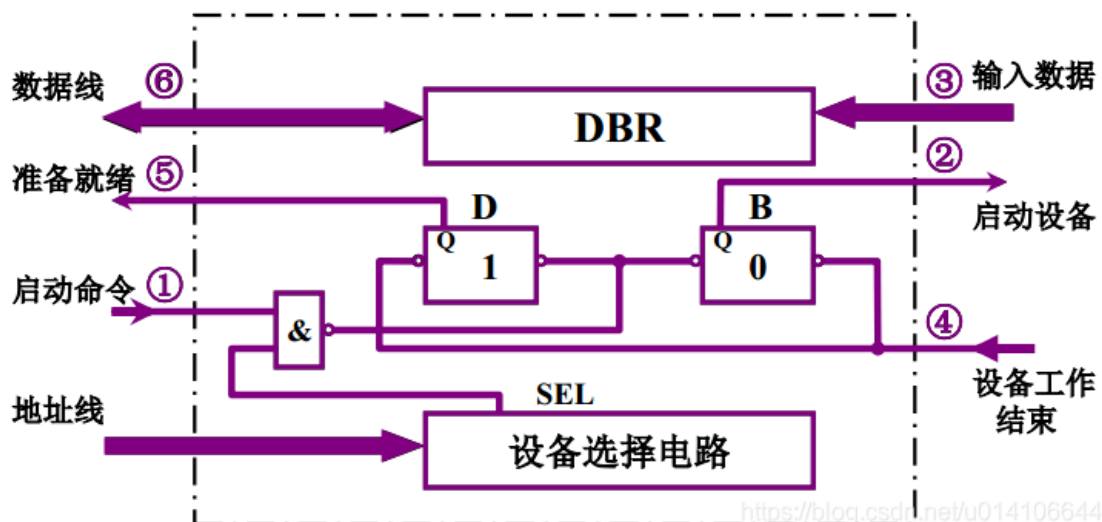 数据线 ⑥
DBR
③ 输入数据
②
准备就绪 ⑤
D
B
启动设备
Q
1
Q
0
启动命令 ①
&
④
设备工作
结束
SEL
地址线
设备选择电路
https://blog.csdn.net/u014106644